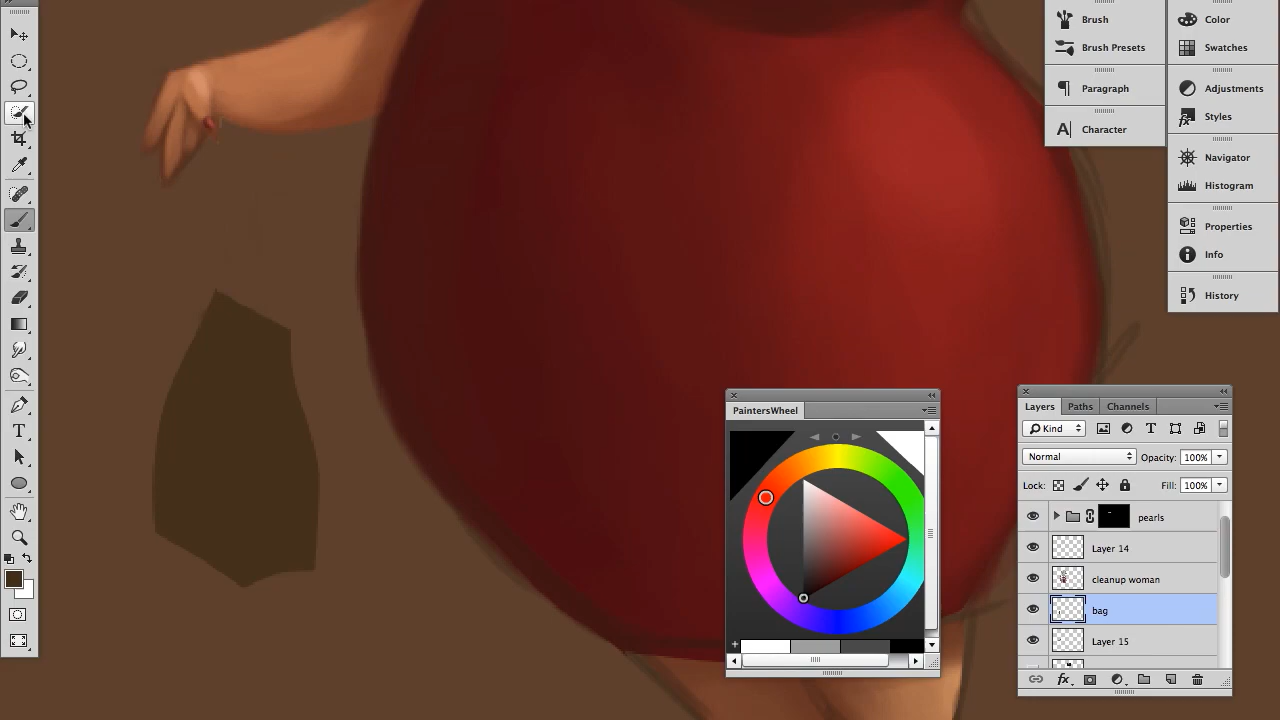 Brush
Brush Presets
Paragraph
Character
Color
Swatches
Adjustments
Styles
Navigator
Histogram
Properties
Info
History
PaintersWheel
Layers Paths Channels
Kind
Normal Opacity: 100%
Lock: Fill: 100%
pearls
Layer 14
cleanup woman
bag
Layer 15